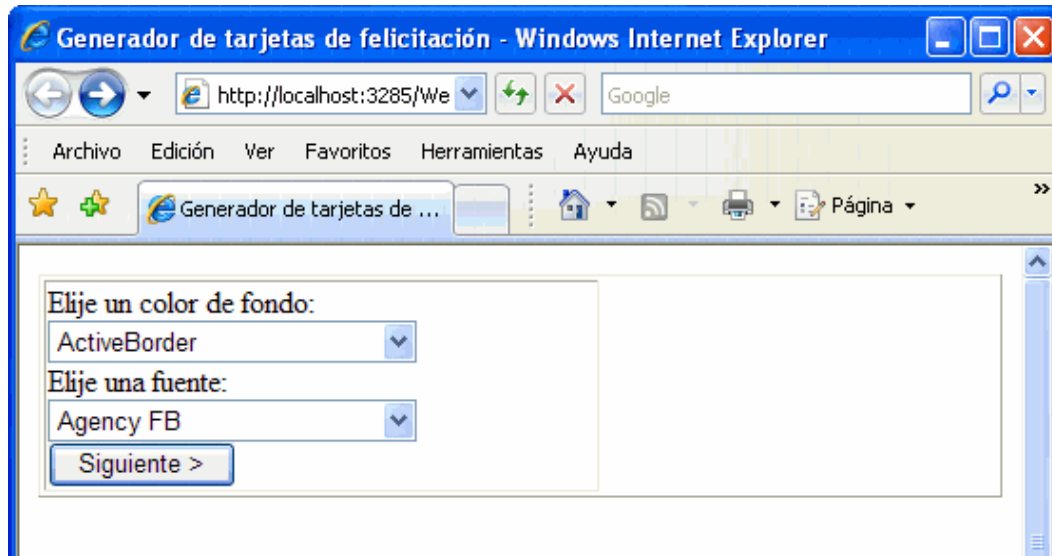 Generador de tarjetas de felicitación - Windows Internet Explorer
http://localhost:3285/We
Google
Archivo Edición Ver Favoritos Herramientas Ayuda
Generador de tarjetas de ...
Página
»
Elije un color de fondo:
ActiveBorder
Elije una fuente:
Agency FB
Siguiente >